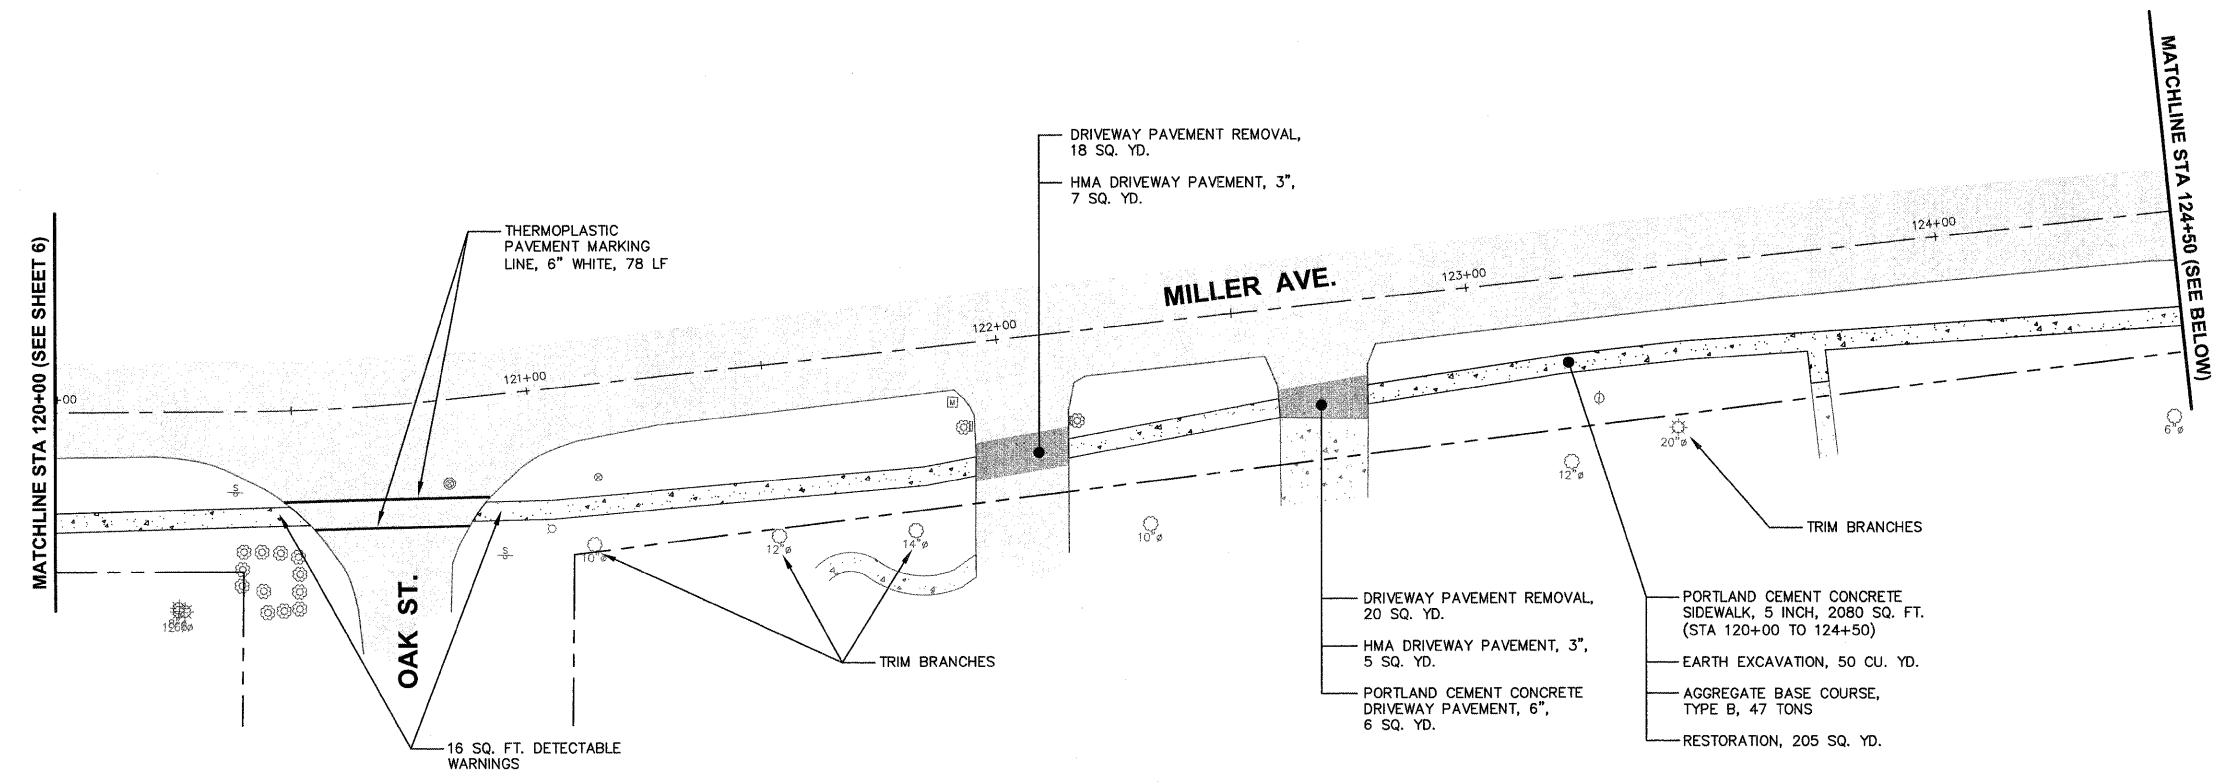 MATCHLINE STA 120+00 (SEE SHEET 6)
+00
THERMOPLASTIC
PAVEMENT MARKING
LINE, 6" WHITE, 78 LF
DRIVEWAY PAVEMENT REMOVAL,
18 SQ. YD.
HMA DRIVEWAY PAVEMENT, 3",
7 SQ. YD.
MILLER AVE.
121+00
122+00
123+00
124+00
MATCHLINE STA 124+50 (SEE BELOW)
S
M
S
10"ø
12"ø
14"ø
10"ø
12"ø
20"ø
6"ø
OAK ST.
TRIM BRANCHES
TRIM BRANCHES
16 SQ. FT. DETECTABLE
WARNINGS
DRIVEWAY PAVEMENT REMOVAL,
20 SQ. YD.
HMA DRIVEWAY PAVEMENT, 3",
5 SQ. YD.
PORTLAND CEMENT CONCRETE
DRIVEWAY PAVEMENT, 6",
6 SQ. YD.
PORTLAND CEMENT CONCRETE
SIDEWALK, 5 INCH, 2080 SQ. FT.
(STA 120+00 TO 124+50)
EARTH EXCAVATION, 50 CU. YD.
AGGREGATE BASE COURSE,
TYPE B, 47 TONS
RESTORATION, 205 SQ. YD.